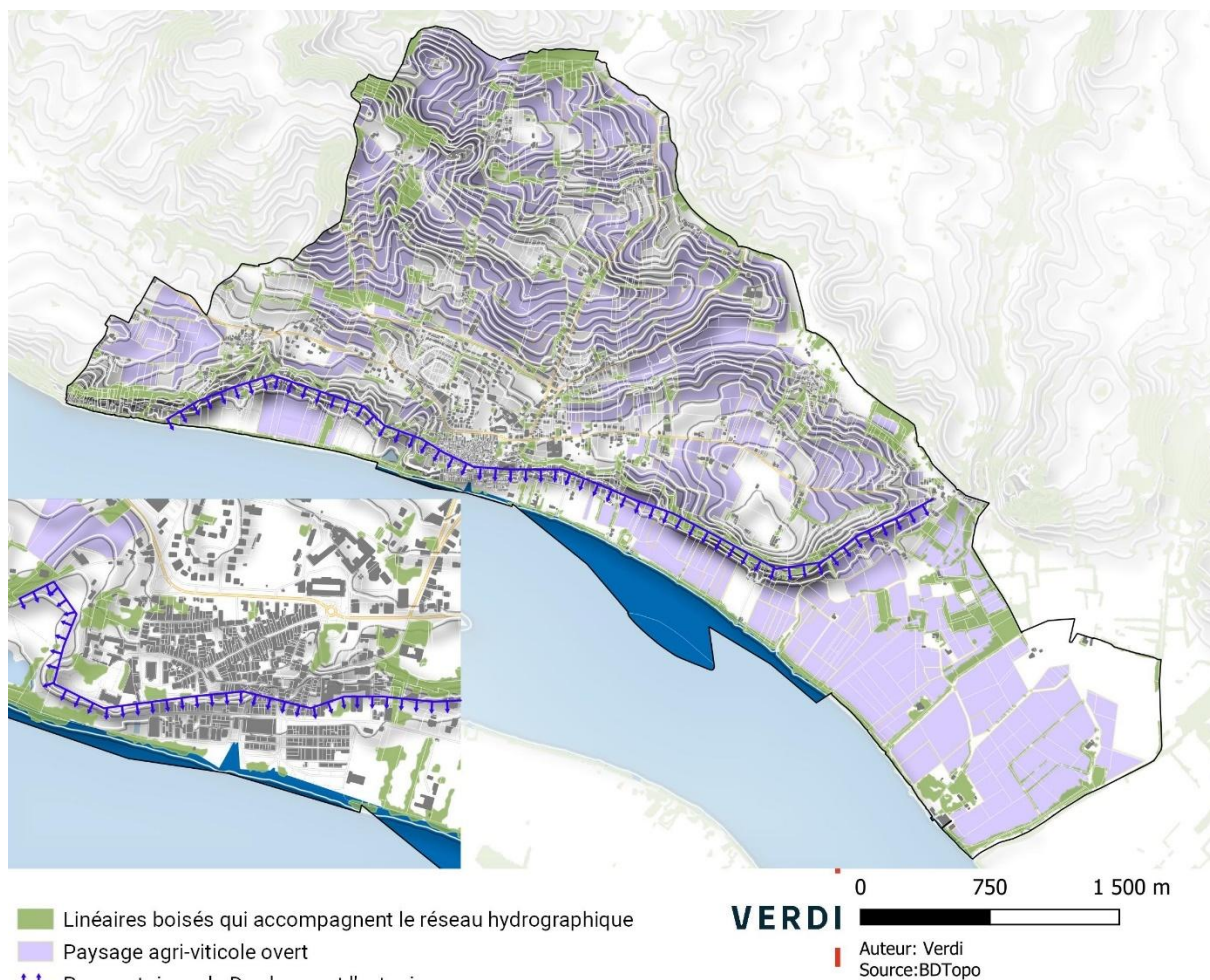 Linéaires boisés qui accompagnent le réseau hydrographique
Paysage agri-viticole overt
VERDI
0 750 1 500 m
Auteur: Verdi
Source:BDTopo